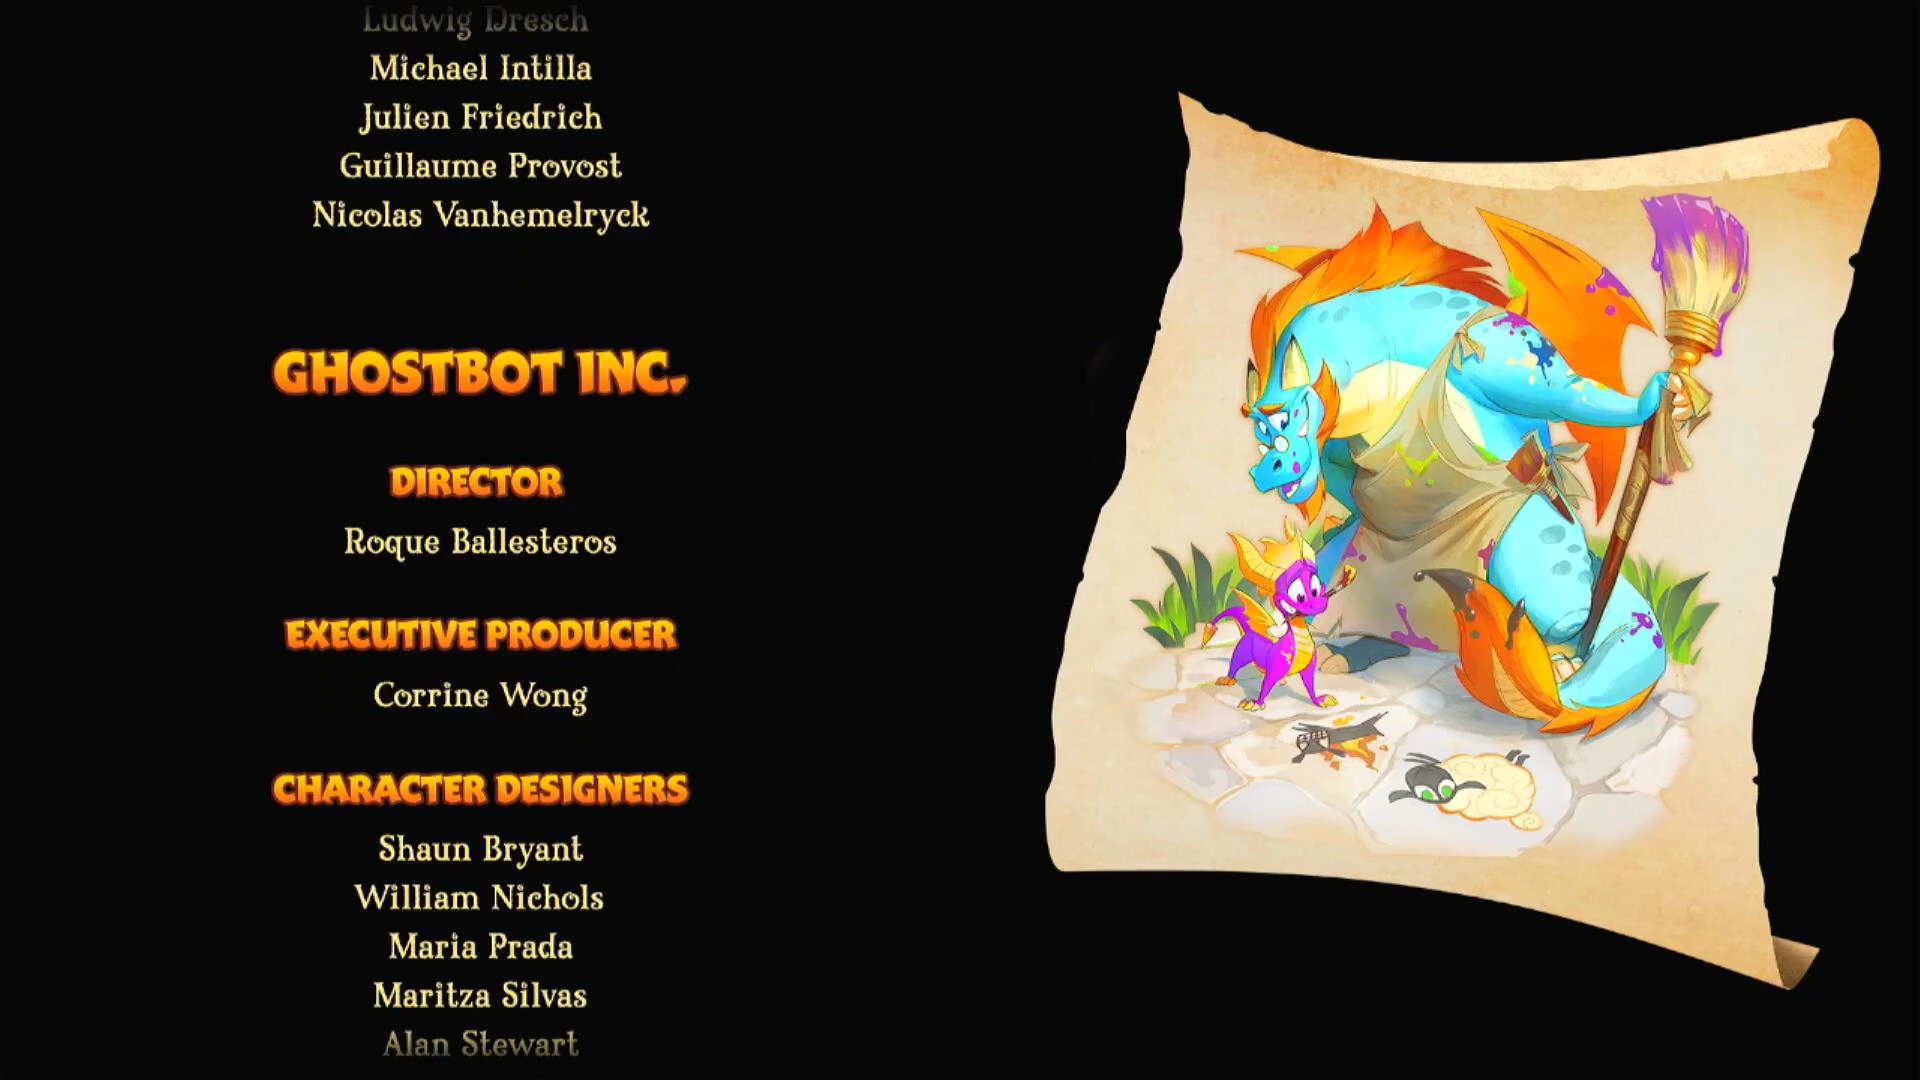 Ludwig Dresch
Michael Intilla
Julien Friedrich
Guillaume Provost
Nicolas Vanhemelryck
GHOSTBOT INC.
DIRECTOR
Roque Ballesteros
EXECUTIVE PRODUCER
Corrine Wong
CHARACTER DESIGNERS
Shaun Bryant
William Nichols
Maria Prada
Maritza Silvas
Alan Stewart